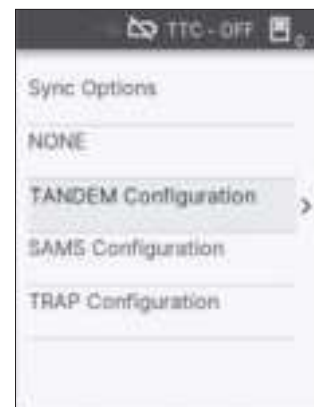 TTC - OFF
Sync Options
NONE
TANDEM Configuration
SAMS Configuration
TRAP Configuration